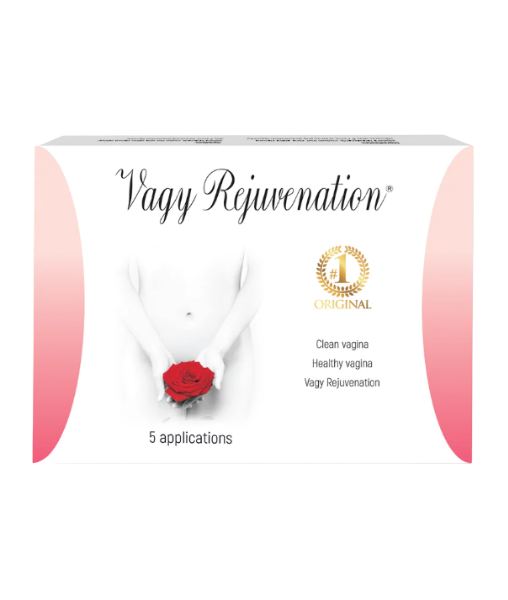 Vagy Rejuvenation®
#1
ORIGINAL
Clean vagina
Healthy vagina
Vagy Rejuvenation
5 applications